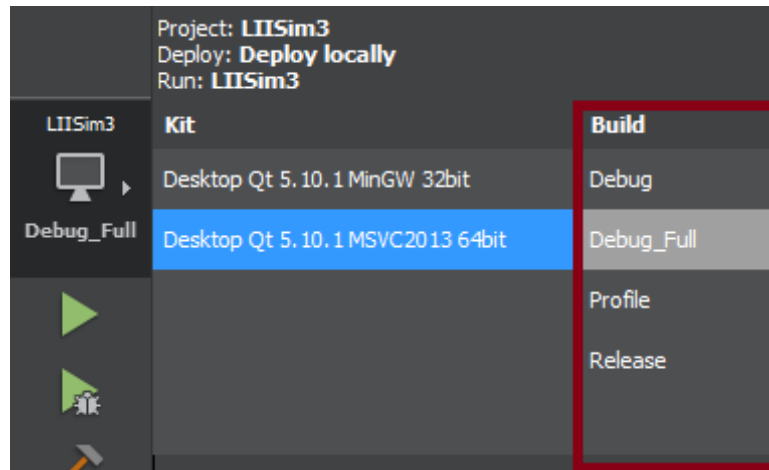 Project: LIISim3
Deploy: Deploy locally
Run: LIISim3
LIISim3
Debug_Full
Kit
Build
Desktop Qt 5.10.1 MinGW 32bit
Debug
Desktop Qt 5.10.1 MSVC2013 64bit
Debug_Full
Profile
Release